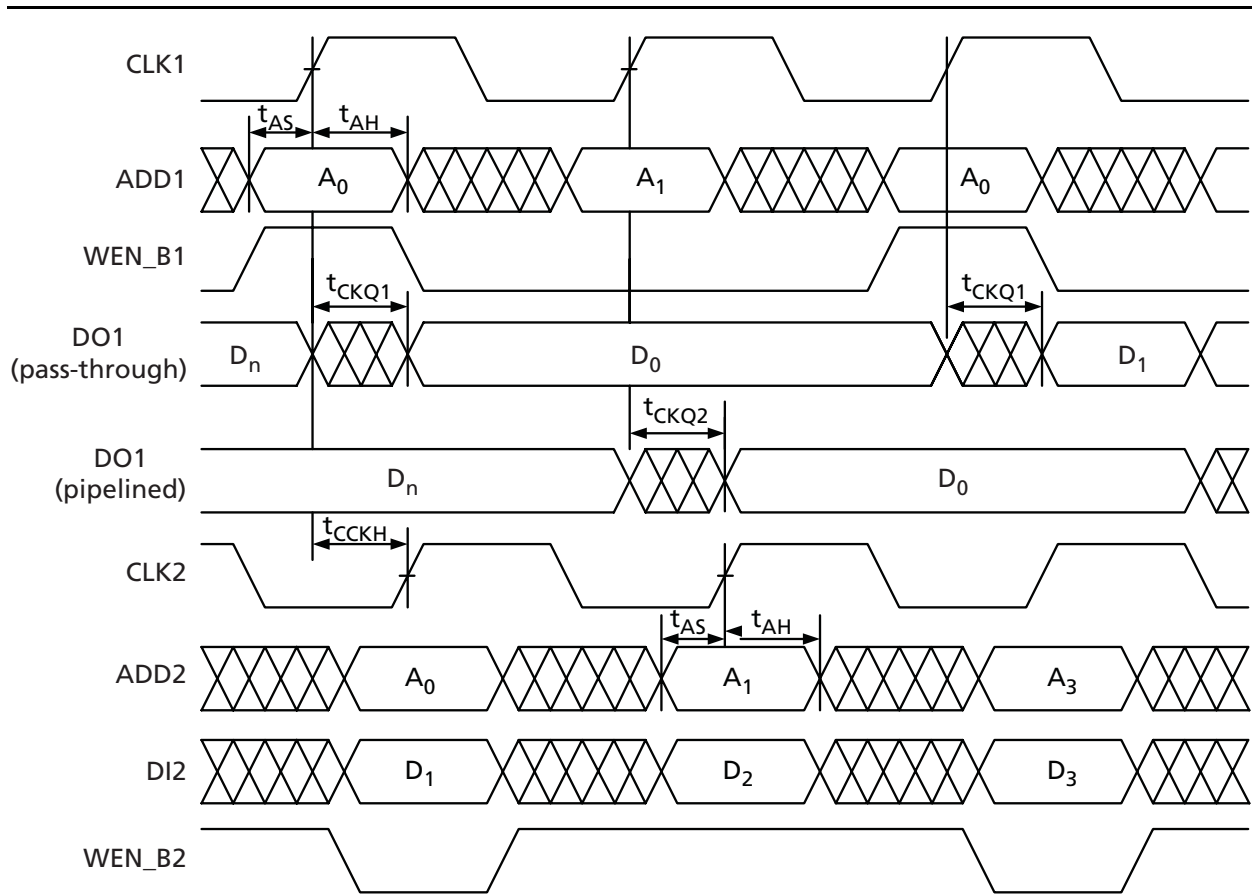 CLK1
tAS tAH
ADD1 A0 A1 A0
WEN_B1
tCKQ1 tCKQ1
DO1
(pass-through) Dn D0 D1
tCKQ2
DO1
(pipelined) Dn D0
tCCKH
CLK2
tAS tAH
ADD2 A0 A1 A3
DI2 D1 D2 D3
WEN_B2